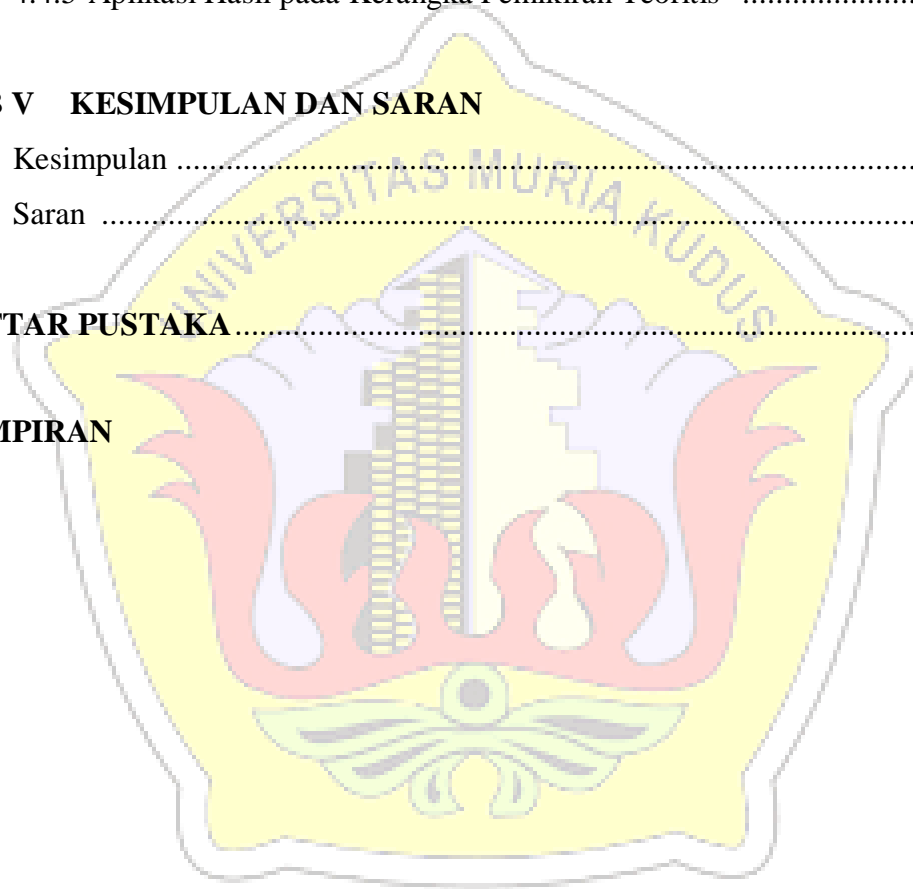 4.4.3 Aplikasi Hasil pada Kerangka Pemikiran Teoritis ......................
B V KESIMPULAN DAN SARAN
Kesimpulan ..........................................................................................
Saran ...................................................................................................
TAR PUSTAKA ...................................................................................
MPIRAN
UNIVERSITAS MURIA KUDUS